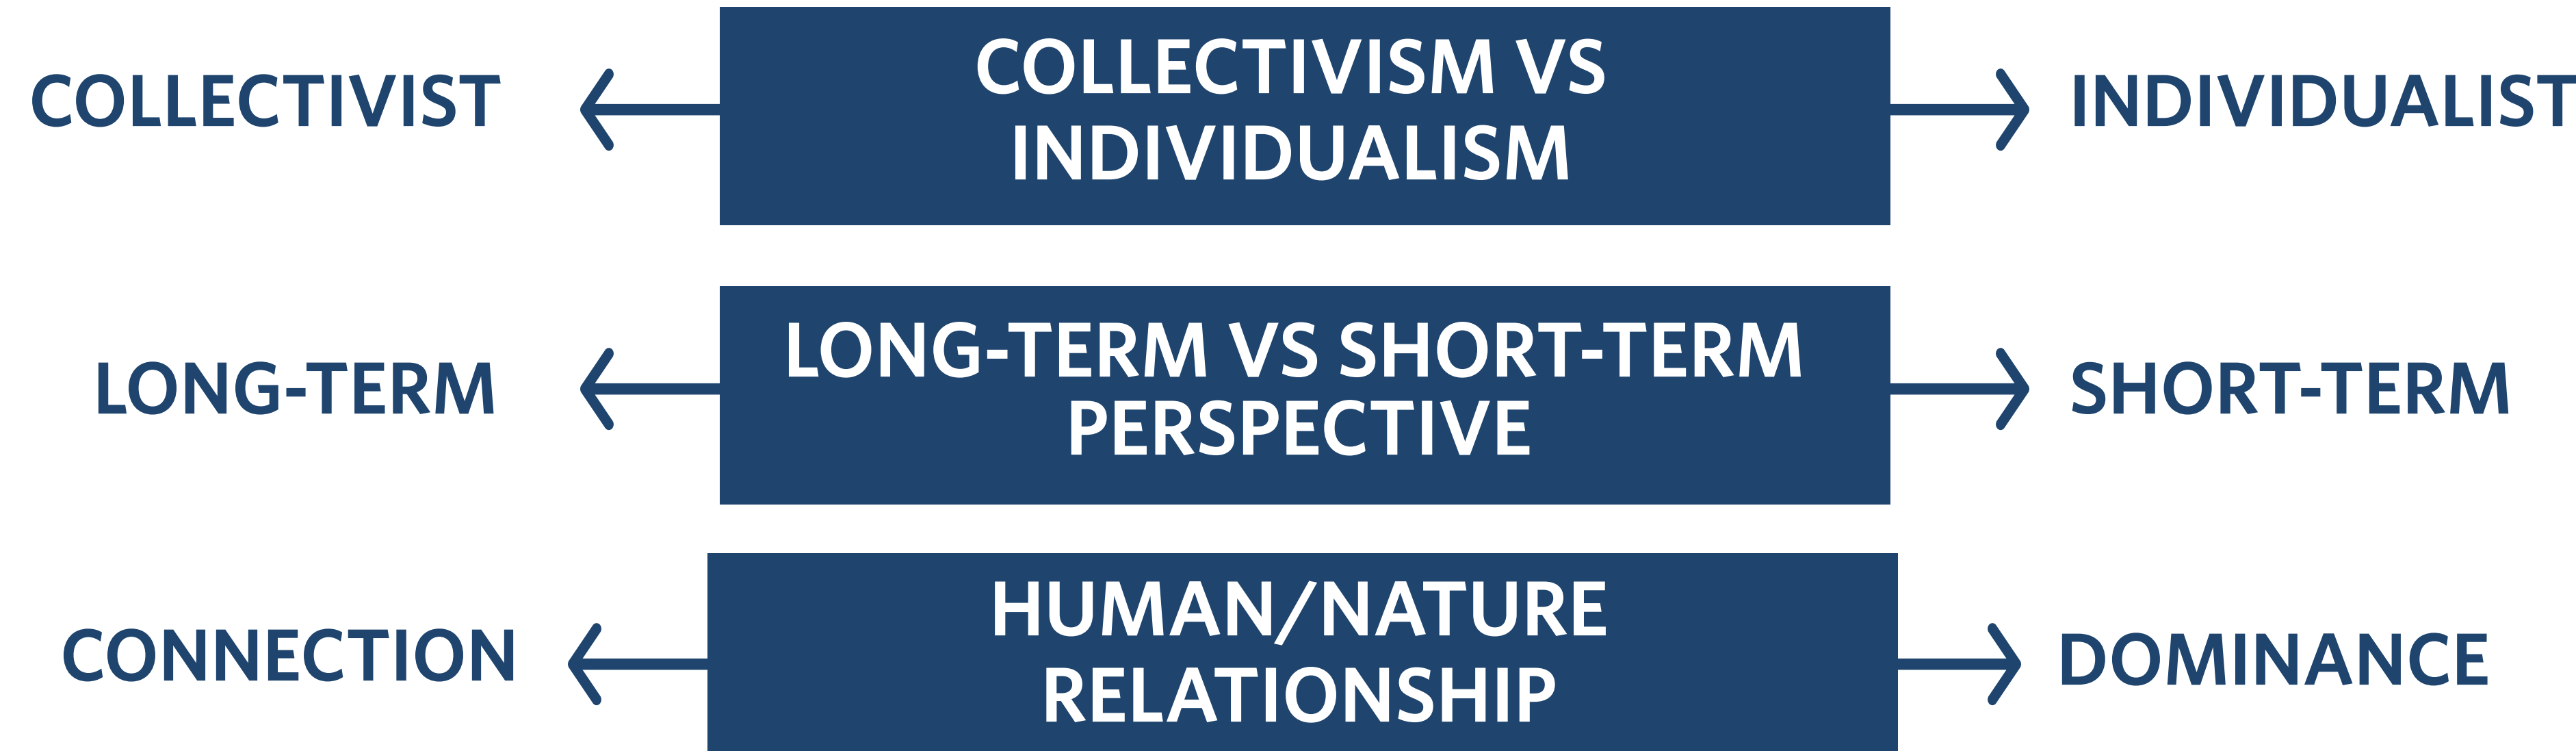 COLLECTIVIST
COLLECTIVISM VS
INDIVIDUALISM
INDIVIDUALIST
LONG-TERM
LONG-TERM VS SHORT-TERM
PERSPECTIVE
SHORT-TERM
CONNECTION
HUMAN/NATURE
RELATIONSHIP
DOMINANCE